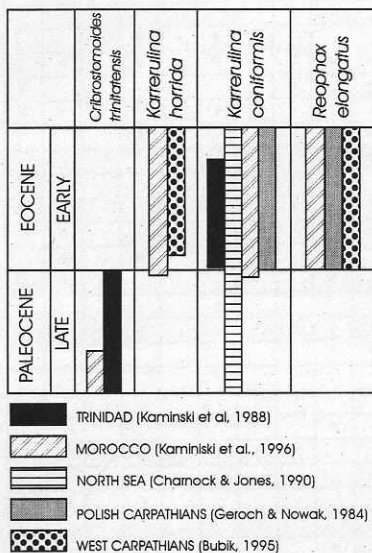 Cribrostomoides
trinitatensis
Karrerulina
horrida
Karrerulina
coniformis
Reophax
elongatus
EOCENE
EARLY
PALEOCENE
LATE
TRINIDAD (Kaminski et al, 1988)
MOROCCO (Kaminiski et al., 1996)
NORTH SEA (Charnock & Jones, 1990)
POLISH CARPATHIANS (Geroch & Nowak, 1984)
WEST CARPATHIANS (Bubik, 1995)